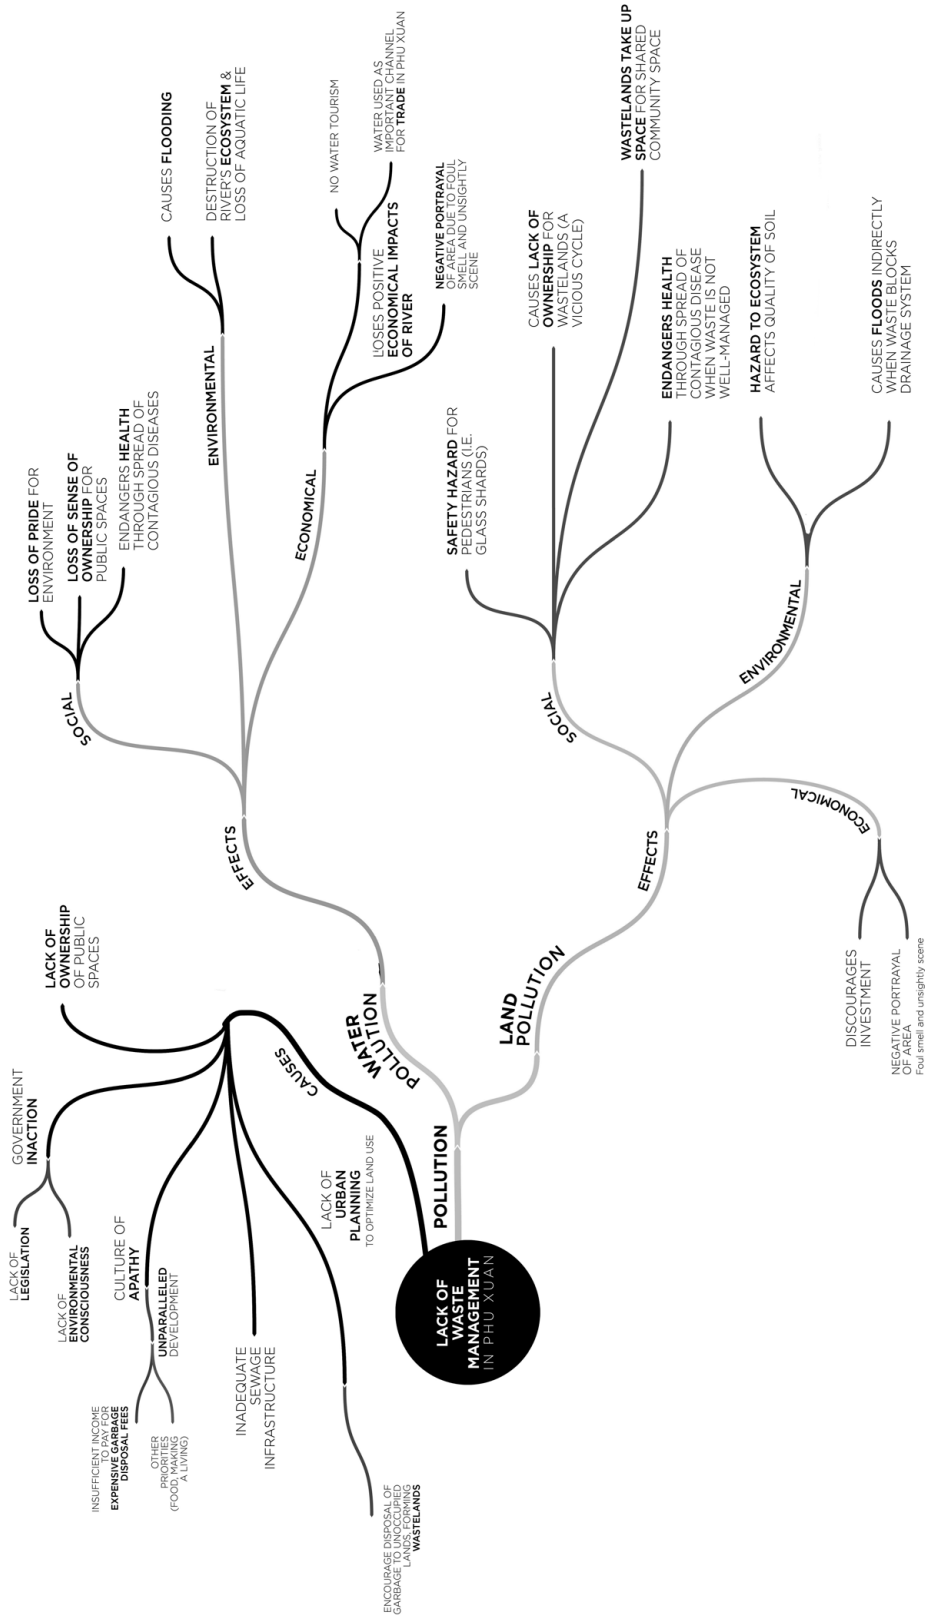 LACK OF
WASTE
MANAGEMENT
IN PHU XUAN
CAUSES
LACK OF
OWNERSHIP
OF PUBLIC
SPACES
GOVERNMENT
INACTION
LACK OF
LEGISLATION
LACK OF
ENVIRONMENTAL
CONSCIOUSNESS
CULTURE OF
APATHY
UNPARALLELED
DEVELOPMENT
INSUFFICIENT INCOME
TO PAY FOR
EXPENSIVE GARBAGE
DISPOSAL FEES
OTHER
PRIORITIES
(FOOD, MAKING
A LIVING)
INADEQUATE
SEWAGE
INFRASTRUCTURE
LACK OF
URBAN
PLANNING
TO OPTIMIZE LAND USE
ENCOURAGE DISPOSAL OF
GARBAGE TO UNOCCUPIED
LANDS, FORMING
WASTELANDS
POLLUTION
WATER
POLLUTION
EFFECTS
SOCIAL
LOSS OF PRIDE FOR
ENVIRONMENT
LOSS OF SENSE OF
OWNERSHIP FOR
PUBLIC SPACES
ENDANGERS HEALTH
THROUGH SPREAD OF
CONTAGIOUS DISEASES
ENVIRONMENTAL
CAUSES FLOODING
DESTRUCTION OF
RIVER'S ECOSYSTEM &
LOSS OF AQUATIC LIFE
ECONOMICAL
LOSES POSITIVE
ECONOMICAL IMPACTS
OF RIVER
NO WATER TOURISM
WATER USED AS
IMPORTANT CHANNEL
FOR TRADE IN PHU XUAN
NEGATIVE PORTRAYAL
OF AREA DUE TO FOUL
SMELL AND UNSIGHTLY
SCENE
LAND
POLLUTION
EFFECTS
SOCIAL
SAFETY HAZARD FOR
PEDESTRIANS (I.E.
GLASS SHARDS)
CAUSES LACK OF
OWNERSHIP FOR
WASTELANDS (A
VICIOUS CYCLE)
WASTELANDS TAKE UP
SPACE FOR SHARED
COMMUNITY SPACE
ENDANGERS HEALTH
THROUGH SPREAD OF
CONTAGIOUS DISEASE
WHEN WASTE IS NOT
WELL-MANAGED
ENVIRONMENTAL
HAZARD TO ECOSYSTEM
AFFECTS QUALITY OF SOIL
CAUSES FLOODS INDIRECTLY
WHEN WASTE BLOCKS
DRAINAGE SYSTEM
ECONOMICAL
DISCOURAGES
INVESTMENT
NEGATIVE PORTRAYAL
OF AREA
Foul smell and unsightly scene